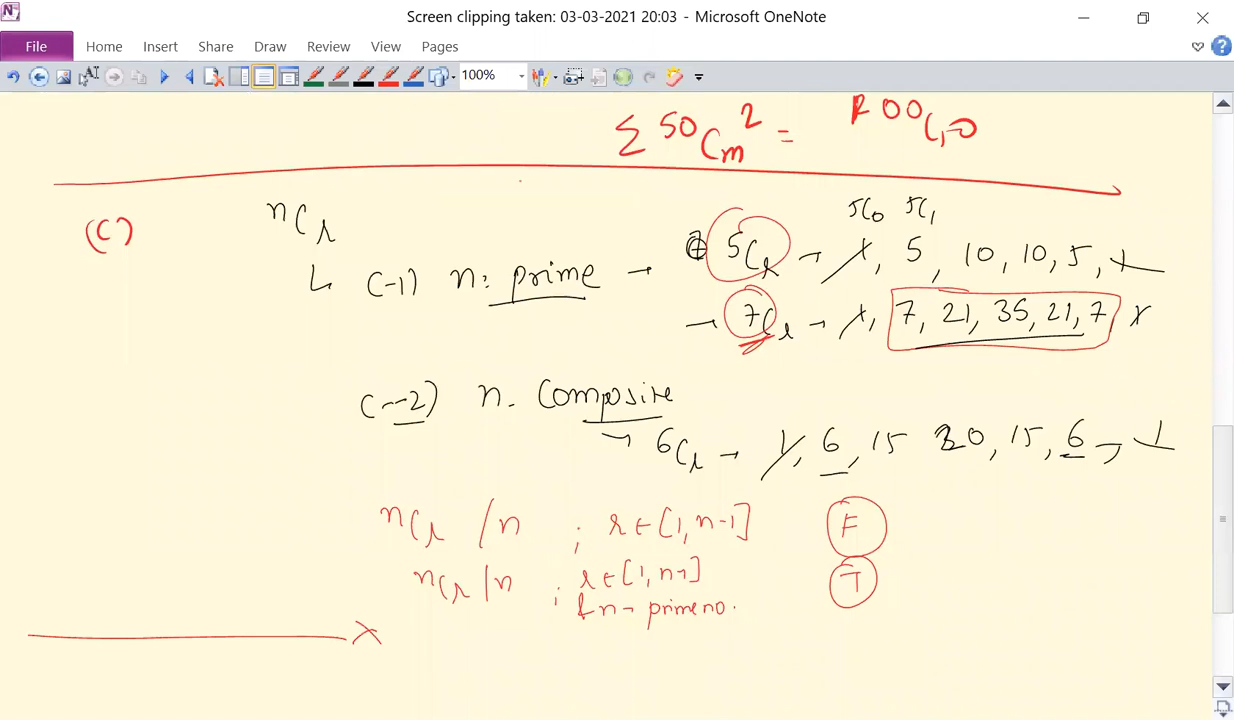 Screen clipping taken: 03-03-2021 20:03 - Microsoft OneNote
File Home Insert Share Draw Review View Pages
100%
Σ 50Cm² = 100C50
(C) nCr
5C0 5C1
C-1) n: prime → 5Cr → 1, 5, 10, 10, 5, 1
→ 7Cr → 1, 7, 21, 35, 21, 7, 1
C-2) n. Composite
→ 6Cr → 1, 6, 15 20, 15, 6, 1
nCr / n ; r ∈ [1, n-1] F
nCr / n ; r ∈ [1, n-1] T
& n → prime no.